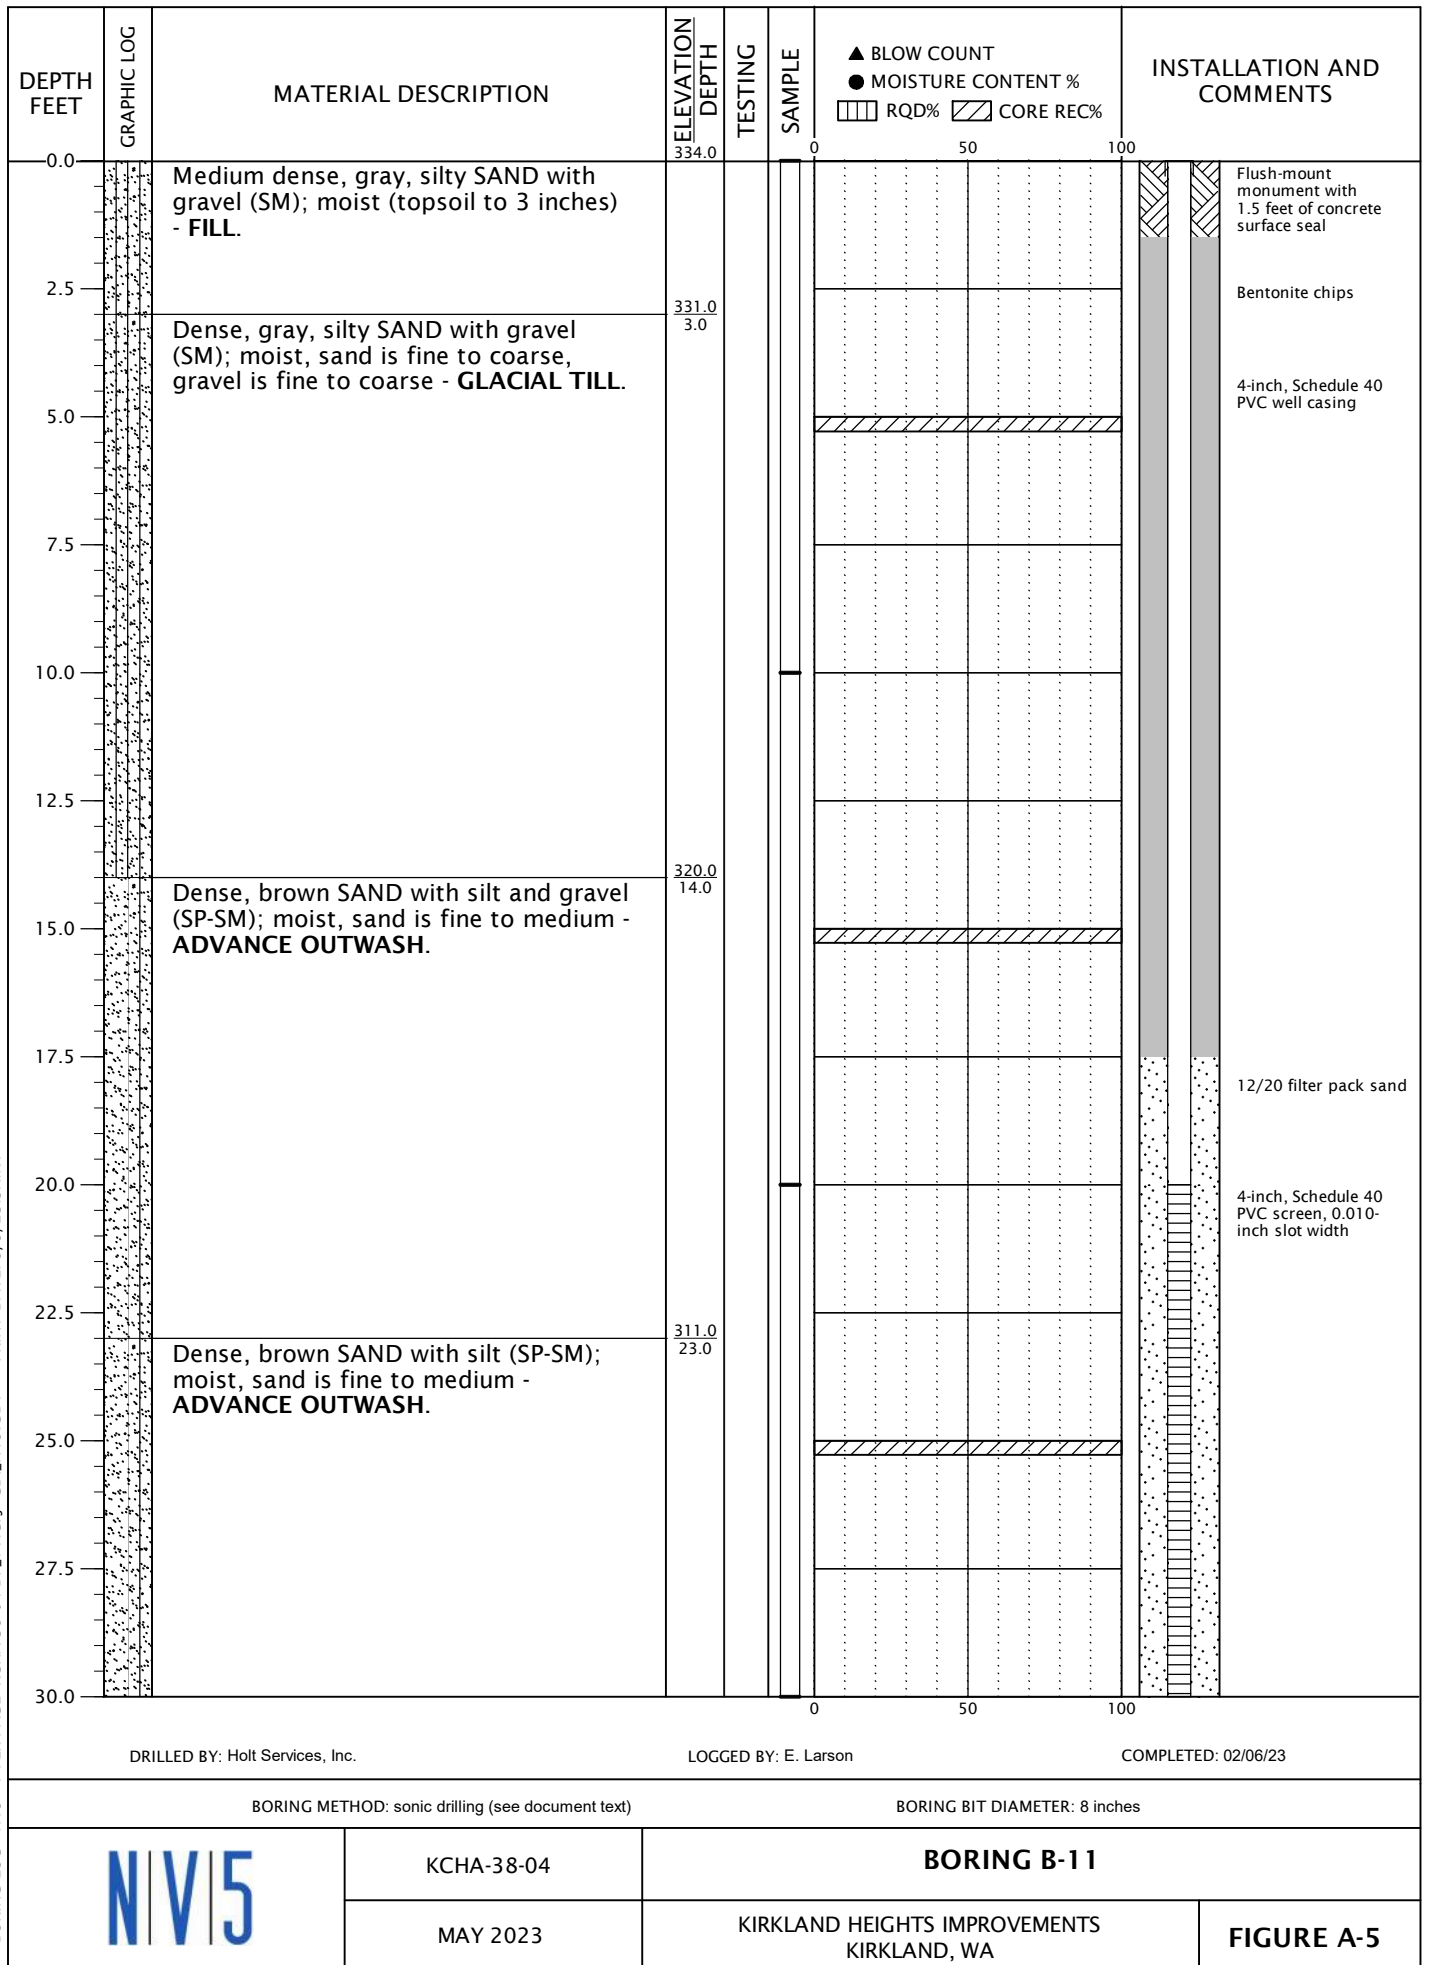 DEPTH
FEET
GRAPHIC LOG
MATERIAL DESCRIPTION
ELEVATION
DEPTH
TESTING
SAMPLE
▲ BLOW COUNT
● MOISTURE CONTENT %
RQD% CORE REC%
INSTALLATION AND
COMMENTS
0 50 100
0.0
334.0
Medium dense, gray, silty SAND with
gravel (SM); moist (topsoil to 3 inches)
- FILL.
Flush-mount
monument with
1.5 feet of concrete
surface seal
2.5
Bentonite chips
331.0
3.0
Dense, gray, silty SAND with gravel
(SM); moist, sand is fine to coarse,
gravel is fine to coarse - GLACIAL TILL.
4-inch, Schedule 40
PVC well casing
5.0
7.5
10.0
12.5
320.0
14.0
Dense, brown SAND with silt and gravel
(SP-SM); moist, sand is fine to medium -
ADVANCE OUTWASH.
15.0
17.5
12/20 filter pack sand
20.0
4-inch, Schedule 40
PVC screen, 0.010-
inch slot width
22.5
311.0
23.0
Dense, brown SAND with silt (SP-SM);
moist, sand is fine to medium -
ADVANCE OUTWASH.
25.0
27.5
30.0
0 50 100
DRILLED BY: Holt Services, Inc.
LOGGED BY: E. Larson
COMPLETED: 02/06/23
BORING METHOD: sonic drilling (see document text)
BORING BIT DIAMETER: 8 inches
N|V|5
KCHA-38-04
BORING B-11
MAY 2023
KIRKLAND HEIGHTS IMPROVEMENTS
KIRKLAND, WA
FIGURE A-5